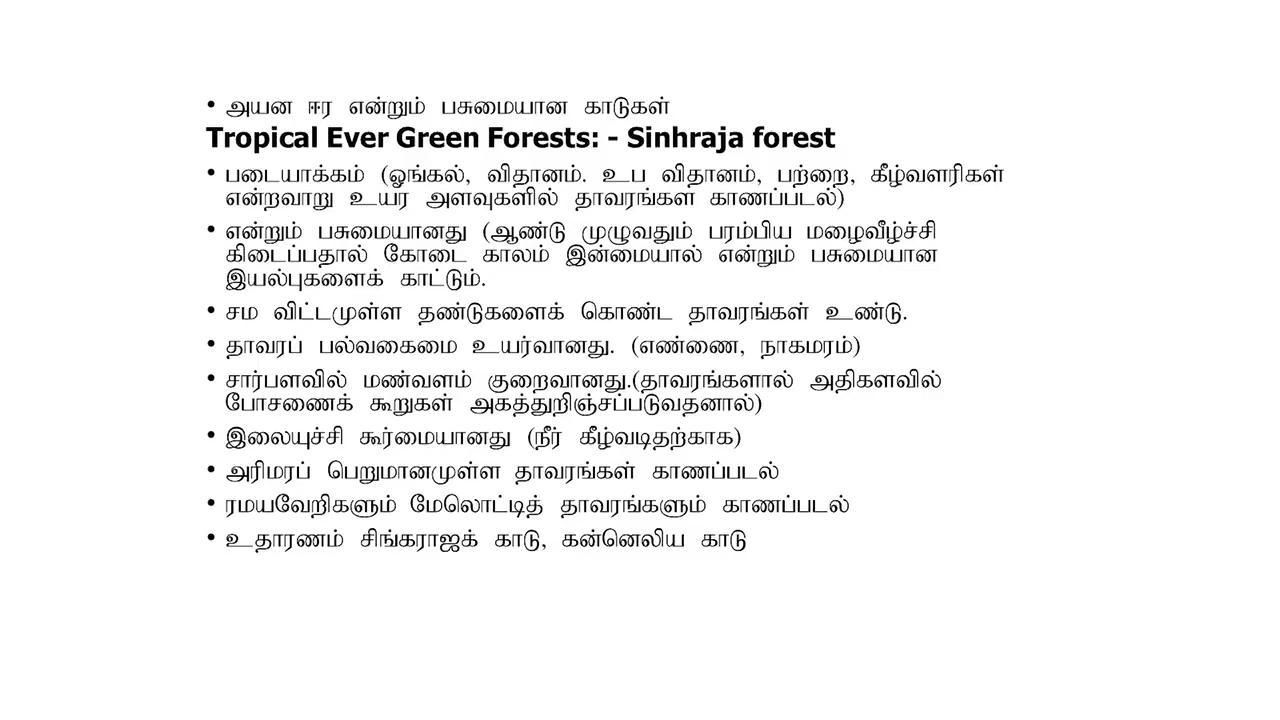 • அயன ஈர என்றும் பசுமையான காடுகள்
Tropical Ever Green Forests: - Sinhraja forest
• படையாக்கம் (ஓங்கல், விதானம். உப விதானம், பற்றை, கீழ்வளரிகள்
என்றவாறு உயர அளவுகளில் தாவரங்கள் காணப்படல்)
• என்றும் பசுமையானது (ஆண்டு முழுவதும் பரம்பிய மழைவீழ்ச்சி
கிடைப்பதால் கோடை காலம் இன்மையால் என்றும் பசுமையான
இயல்புகளைக் காட்டும்.
• சம விட்டமுள்ள தண்டுகளைக் கொண்ட தாவரங்கள் உண்டு.
• தாவரப் பல்வகைமை உயர்வானது. (எண்ணை, நாகமரம்)
• சார்பளவில் மண்வளம் குறைவானது.(தாவரங்களால் அதிகளவில்
போசணைக் கூறுகள் அகத்துறிஞ்சப்படுவதனால்)
• இலையுச்சி கூர்மையானது (நீர் கீழ்வடிதற்காக)
• அரிமரப் பெறுமானமுள்ள தாவரங்கள் காணப்படல்
• ரமயவேறிகளும் மேலொட்டித் தாவரங்களும் காணப்படல்
• உதாரணம் சிங்கராஜக் காடு, கன்னெலிய காடு